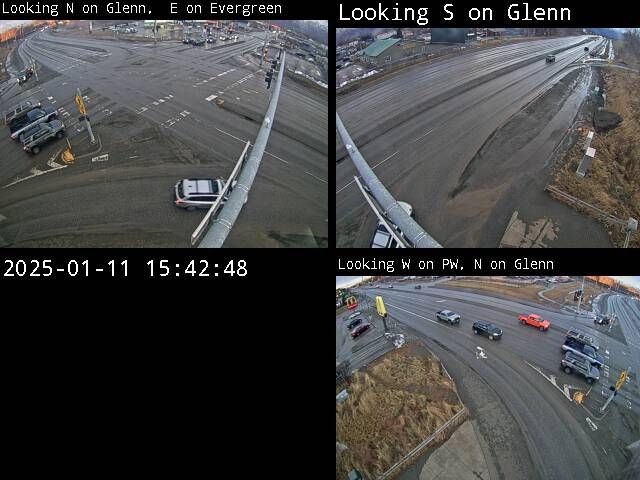 Looking N on Glenn,  E on Evergreen
Looking S on Glenn
2025-01-11 15:42:48
Looking W on PW, N on Glenn